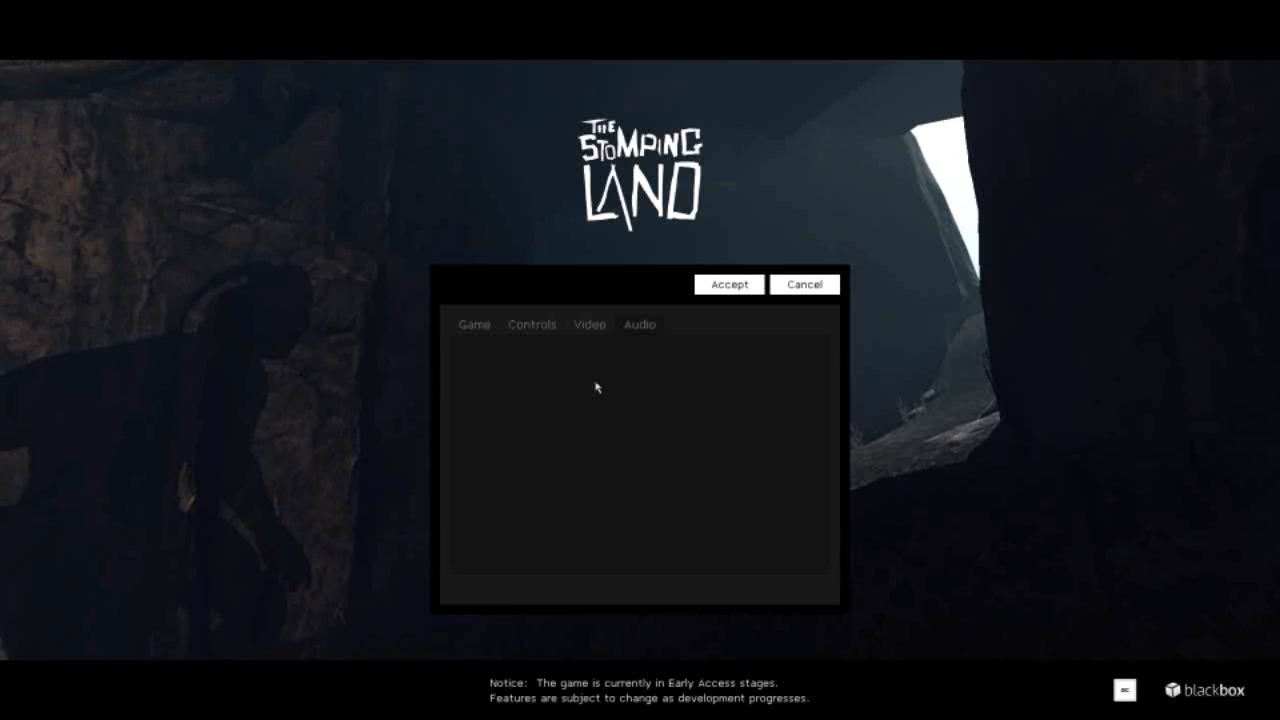 THE
STOMPING
LAND
Accept Cancel
Game Controls Video Audio
Notice: The game is currently in Early Access stages.
Features are subject to change as development progresses.
blackbox